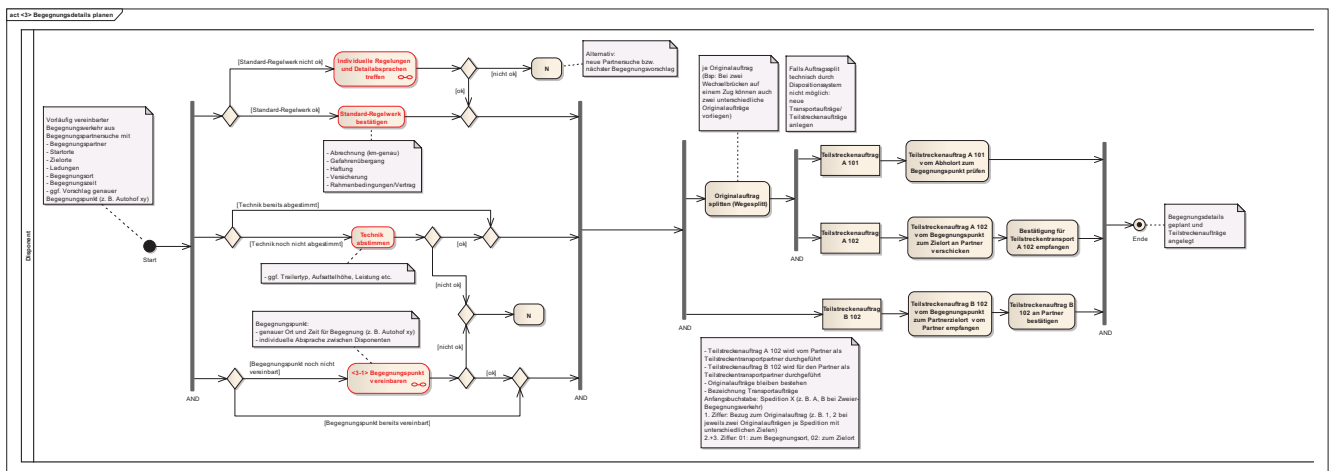 act <3> Begegnungsdetails planen
Disponent
Vorläufig vereinbarter
Begegnungsverkehr aus
Begegnungspartnersuche mit
- Begegnungspartner
- Startorte
- Zielorte
- Ladungen
- Begegnungsort
- Begegnungszeit
- ggf. Vorschlag genauer
Begegnungspunkt (z. B. Autohof xy)
Start
AND
[Standard-Regelwerk nicht ok]
Individuelle Regelungen
und Detailabsprachen
treffen
[nicht ok]
[ok]
N
Alternativ:
neue Partnersuche bzw.
nächster Begegnungsvorschlag
[Standard-Regelwerk ok]
Standard-Regelwerk
bestätigen
- Abrechnung (km-genau)
- Gefahrenübergang
- Haftung
- Versicherung
- Rahmenbedingungen/Vertrag
[Technik bereits abgestimmt]
[Technik noch nicht abgestimmt]
Technik
abstimmen
[ok]
- ggf. Trailertyp, Aufsattelhöhe, Leistung etc.
[nicht ok]
N
Begegnungspunkt:
- genauer Ort und Zeit für Begegnung (z. B. Autohof xy)
- individuelle Absprache zwischen Disponenten
[nicht ok]
[Begegnungspunkt noch nicht
vereinbart]
<3-1> Begegnungspunkt
vereinbaren
[ok]
[Begegnungspunkt bereits vereinbart]
AND
je Originalauftrag
(Bsp: Bei zwei
Wechselbrücken auf
einem Zug können auch
zwei unterschiedliche
Originalaufträge
vorliegen)
Falls Auftragssplit
technisch durch
Dispositionssystem
nicht möglich:
neue
Transportaufträge/
Teilstreckenaufträge
anlegen
Originalauftrag
splitten (Wegesplitt)
AND
AND
Teilstreckenauftrag
A 101
Teilstreckenauftrag A 101
vom Abholort zum
Begegnungspunkt prüfen
Teilstreckenauftrag
A 102
Teilstreckenauftrag A 102
vom Begegnungspunkt
zum Zielort an Partner
verschicken
Bestätigung für
Teilstreckentransport
A 102 empfangen
Teilstreckenauftrag
B 102
Teilstreckenauftrag B 102
vom Begegnungspunkt
zum Partnerzielort vom
Partner empfangen
Teilstreckenauftrag B
102 an Partner
bestätigen
AND
Ende
Begegnungsdetails
geplant und
Teilstreckenaufträge
angelegt
- Teilstreckenauftrag A 102 wird vom Partner als
Teilstreckentransportpartner durchgeführt
- Teilstreckenauftrag B 102 wird für den Partner als
Teilstreckentransportpartner durchgeführt
- Originalaufträge bleiben bestehen
- Bezeichnung Transportaufträge
Anfangsbuchstabe: Spedition X (z. B. A, B bei Zweier-
Begegnungsverkehr)
1. Ziffer: Bezug zum Originalauftrag (z. B. 1, 2 bei
jeweils zwei Originalaufträgen je Spedition mit
unterschiedlichen Zielen)
2.+3. Ziffer: 01: zum Begegnungsort, 02: zum Zielort